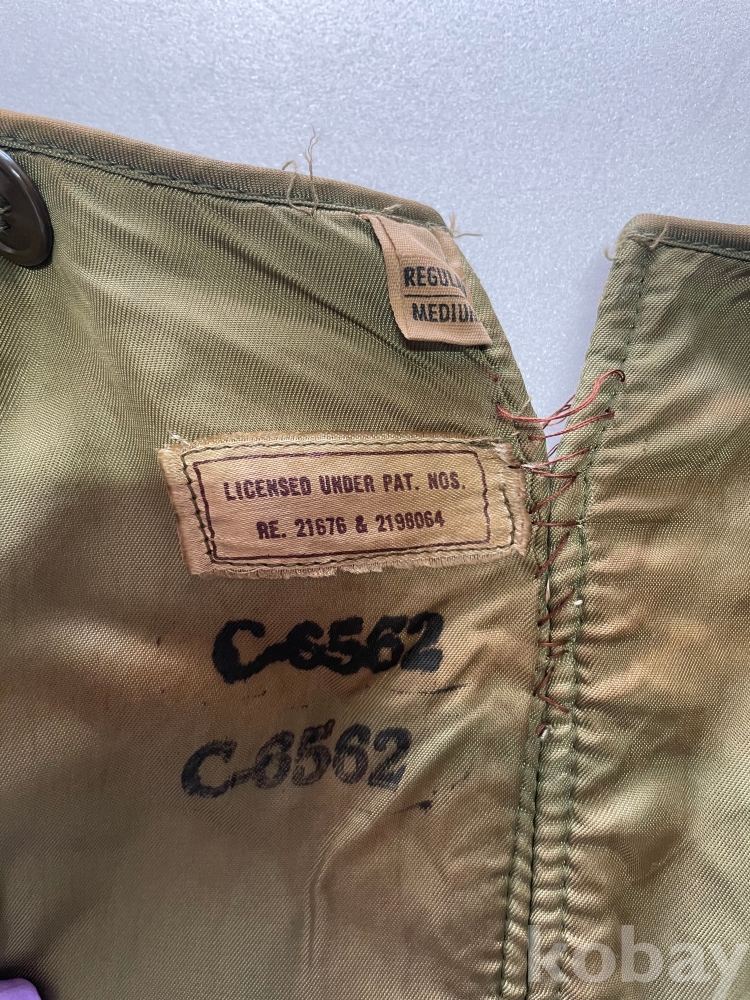 REGUL
MEDIU
LICENSED UNDER PAT. NOS.
RE. 21676 & 2198064
C-6562
C-6562
kobay